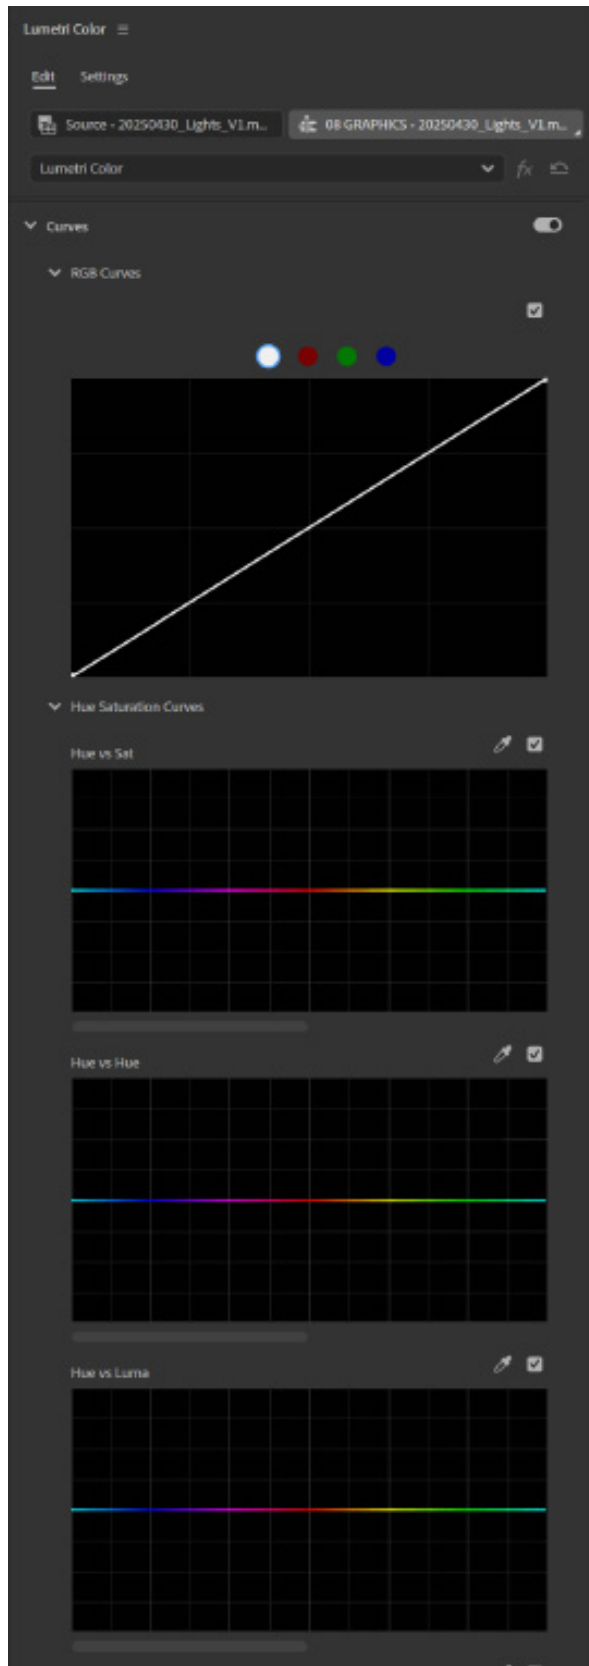 Lumetri Color
Edit Settings
Source - 20250430_Lights_V1.m... 08 GRAPHICS - 20250430_Lights_V1.m...
Lumetri Color fx
Curves
RGB Curves
Hue Saturation Curves
Hue vs Sat
Hue vs Hue
Hue vs Luma